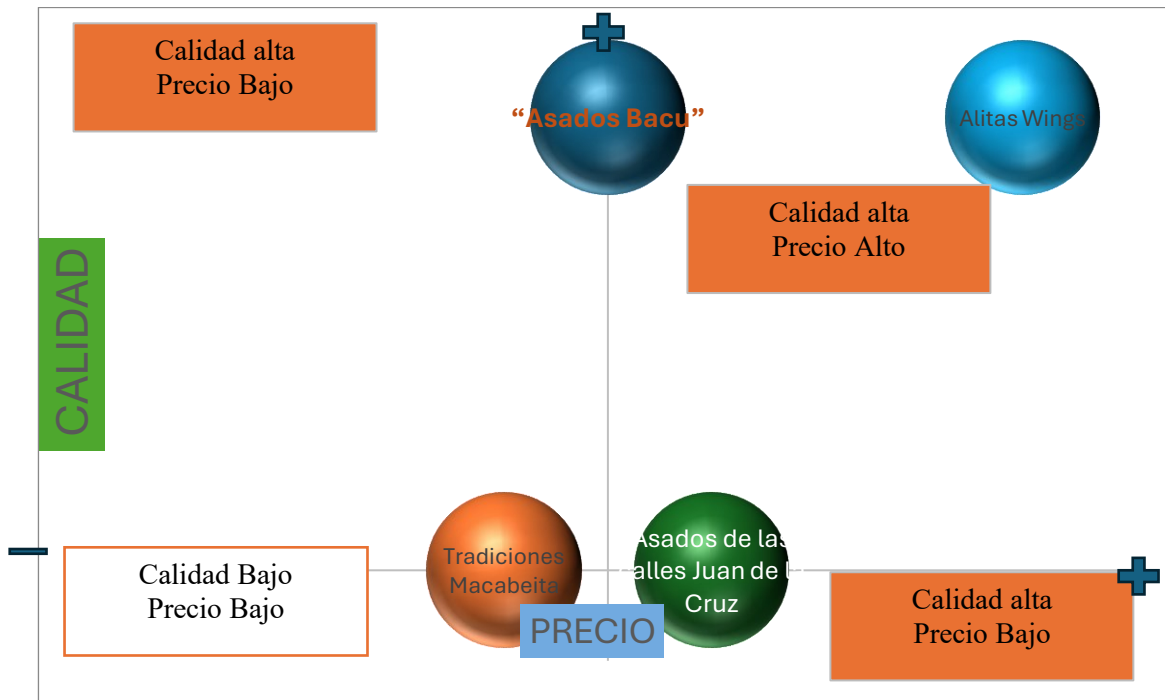 Calidad alta
Precio Bajo
“Asados Bacu”
Alitas Wings
Calidad alta
Precio Alto
CALIDAD
Tradiciones
Macabeita
Asados de las
Calles Juan de la
Cruz
Calidad Bajo
Precio Bajo
PRECIO
Calidad alta
Precio Bajo